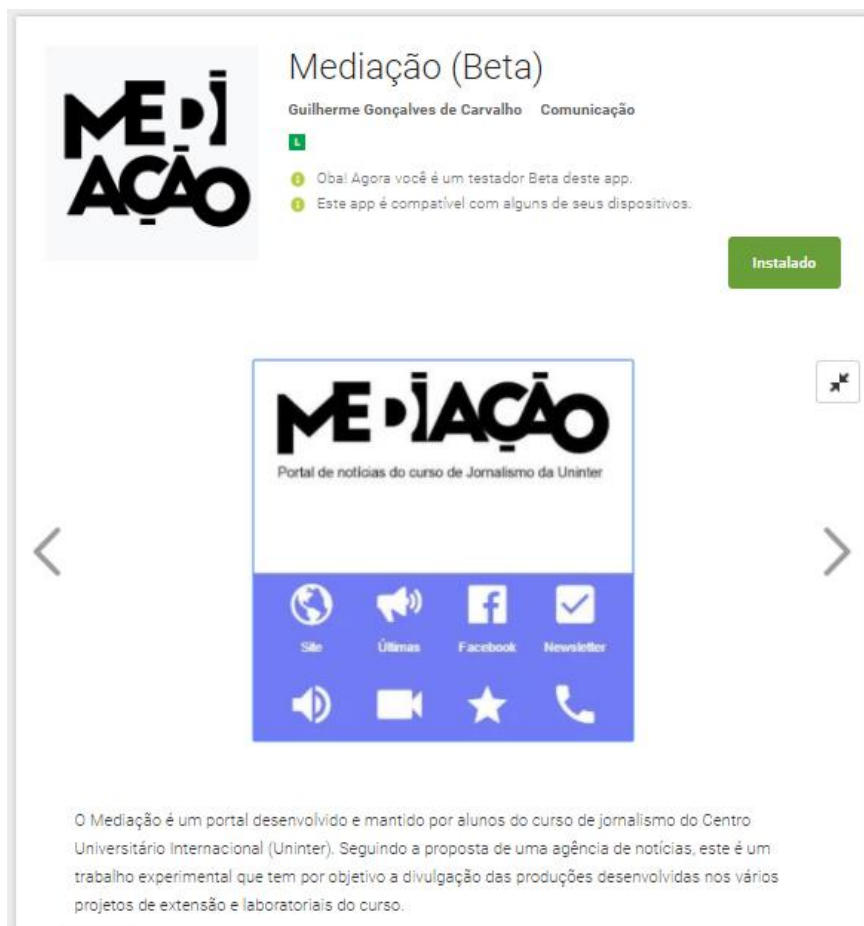 MEDI
AÇÃO
Mediação (Beta)
Guilherme Gonçalves de Carvalho Comunicação
L
Oba! Agora você é um testador Beta deste app.
Este app é compatível com alguns de seus dispositivos.
Instalado
MEDIAÇÃO
Portal de notícias do curso de Jornalismo da Uninter
Site Últimas Facebook Newsletter
O Mediação é um portal desenvolvido e mantido por alunos do curso de jornalismo do Centro
Universitário Internacional (Uninter). Seguindo a proposta de uma agência de notícias, este é um
trabalho experimental que tem por objetivo a divulgação das produções desenvolvidas nos vários
projetos de extensão e laboratoriais do curso.